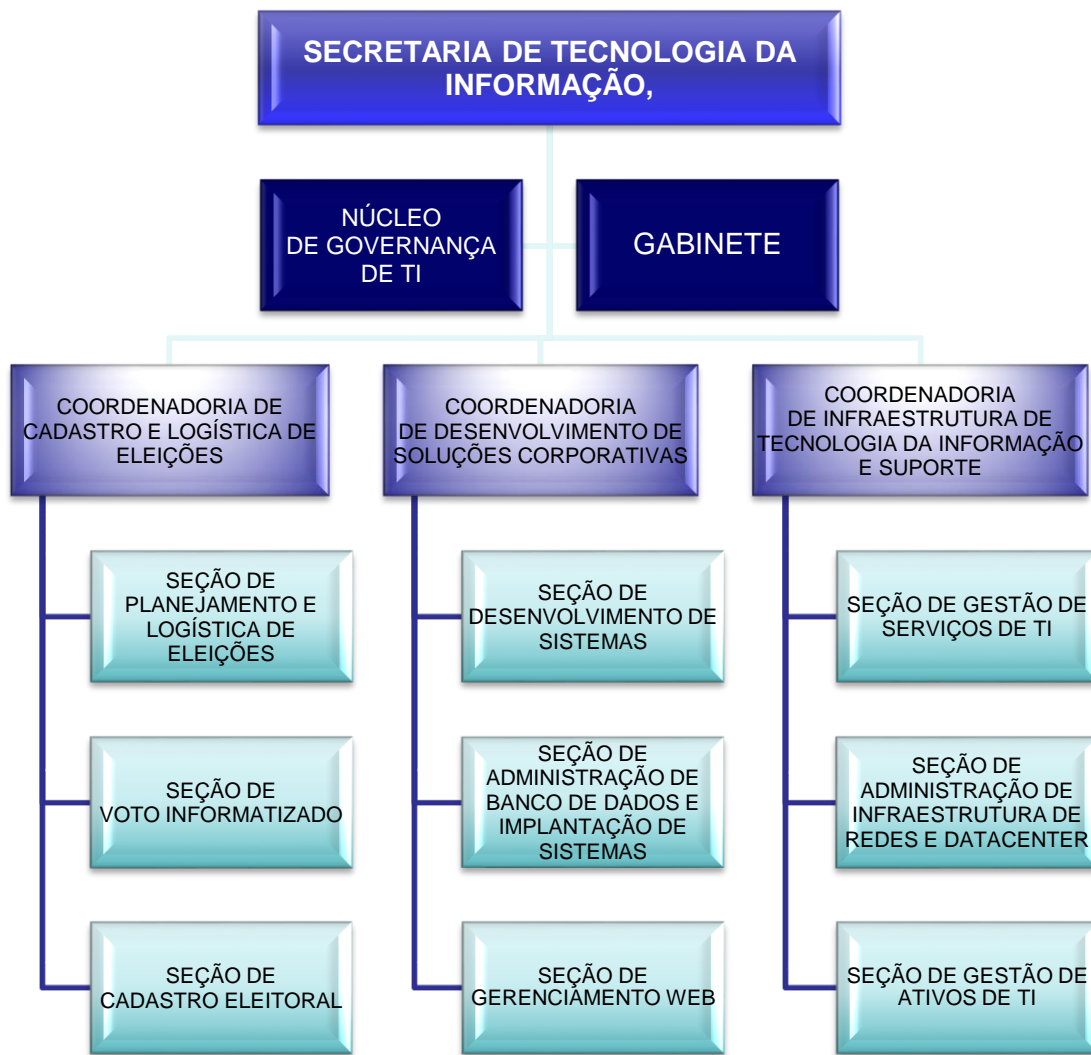 SECRETARIA DE TECNOLOGIA DA
INFORMAÇÃO,
NÚCLEO
DE GOVERNANÇA
DE TI
GABINETE
COORDENADORIA DE
CADASTRO E LOGÍSTICA DE
ELEIÇÕES
COORDENADORIA
DE DESENVOLVIMENTO DE
SOLUÇÕES CORPORATIVAS
COORDENADORIA
DE INFRAESTRUTURA DE
TECNOLOGIA DA INFORMAÇÃO
E SUPORTE
SEÇÃO DE
PLANEJAMENTO E
LOGÍSTICA DE
ELEIÇÕES
SEÇÃO DE
DESENVOLVIMENTO DE
SISTEMAS
SEÇÃO DE GESTÃO DE
SERVIÇOS DE TI
SEÇÃO DE
VOTO INFORMATIZADO
SEÇÃO DE
ADMINISTRAÇÃO DE
BANCO DE DADOS E
IMPLANTAÇÃO DE
SISTEMAS
SEÇÃO DE
ADMINISTRAÇÃO DE
INFRAESTRUTURA DE
REDES E DATACENTER
SEÇÃO DE
CADASTRO ELEITORAL
SEÇÃO DE
GERENCIAMENTO WEB
SEÇÃO DE GESTÃO DE
ATIVOS DE TI